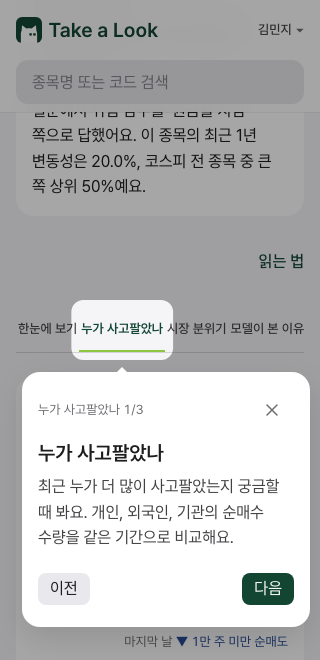 Take a Look
김민지
종목명 또는 코드 검색
쪽으로 답했어요. 이 종목의 최근 1년
변동성은 20.0%, 코스피 전 종목 중 큰
쪽 상위 50%예요.
읽는 법
한눈에 보기 누가 사고팔았나 시장 분위기 모델이 본 이유
누가 사고팔았나 1/3
누가 사고팔았나
최근 누가 더 많이 사고팔았는지 궁금할
때 봐요. 개인, 외국인, 기관의 순매수
수량을 같은 기간으로 비교해요.
이전
다음
마지막 날 ▼ 1만 주 미만 순매도